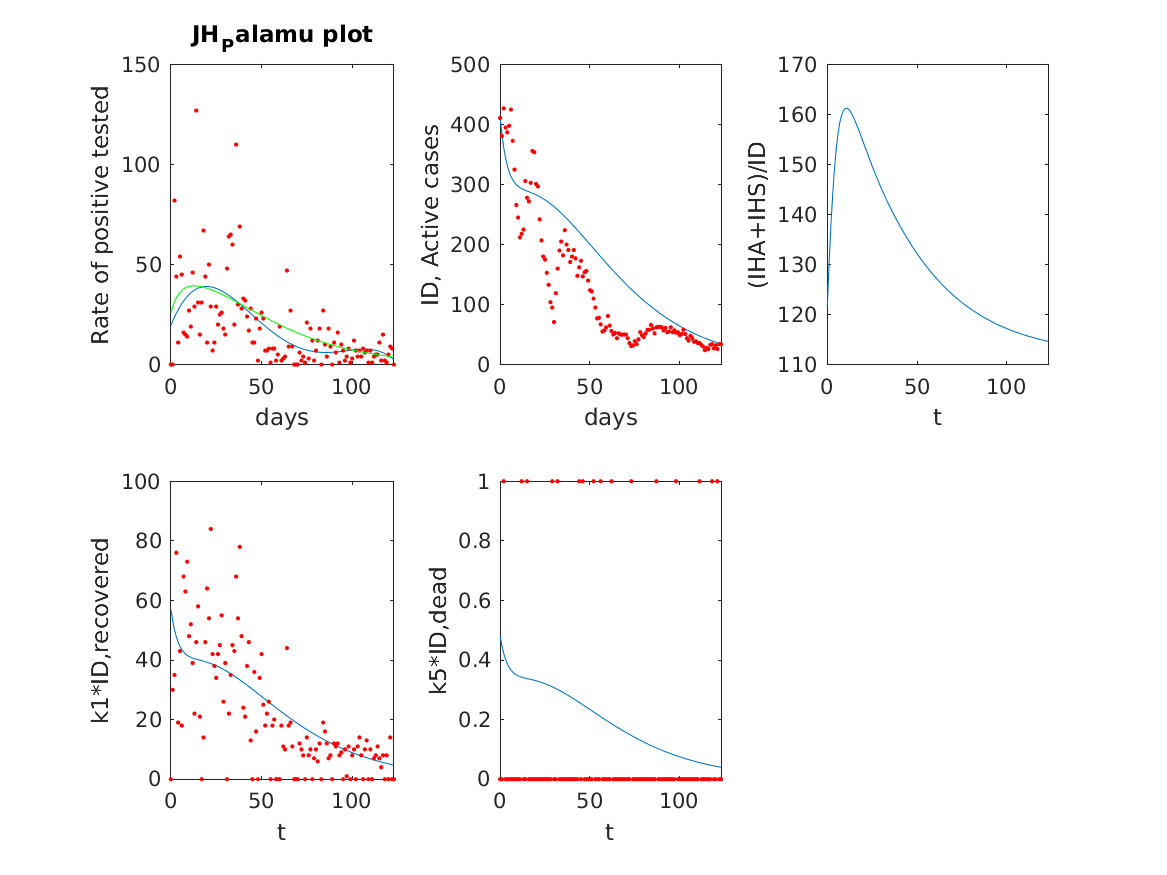 JH_Palamu plot
150
100
50
0
0 50 100
days
Rate of positive tested
500
400
300
200
100
0
0 50 100
days
ID, Active cases
170
160
150
140
130
120
110
0 50 100
t
(IHA+IHS)/ID
100
80
60
40
20
0
0 50 100
t
k1*ID,recovered
1
0.8
0.6
0.4
0.2
0
0 50 100
t
k5*ID,dead